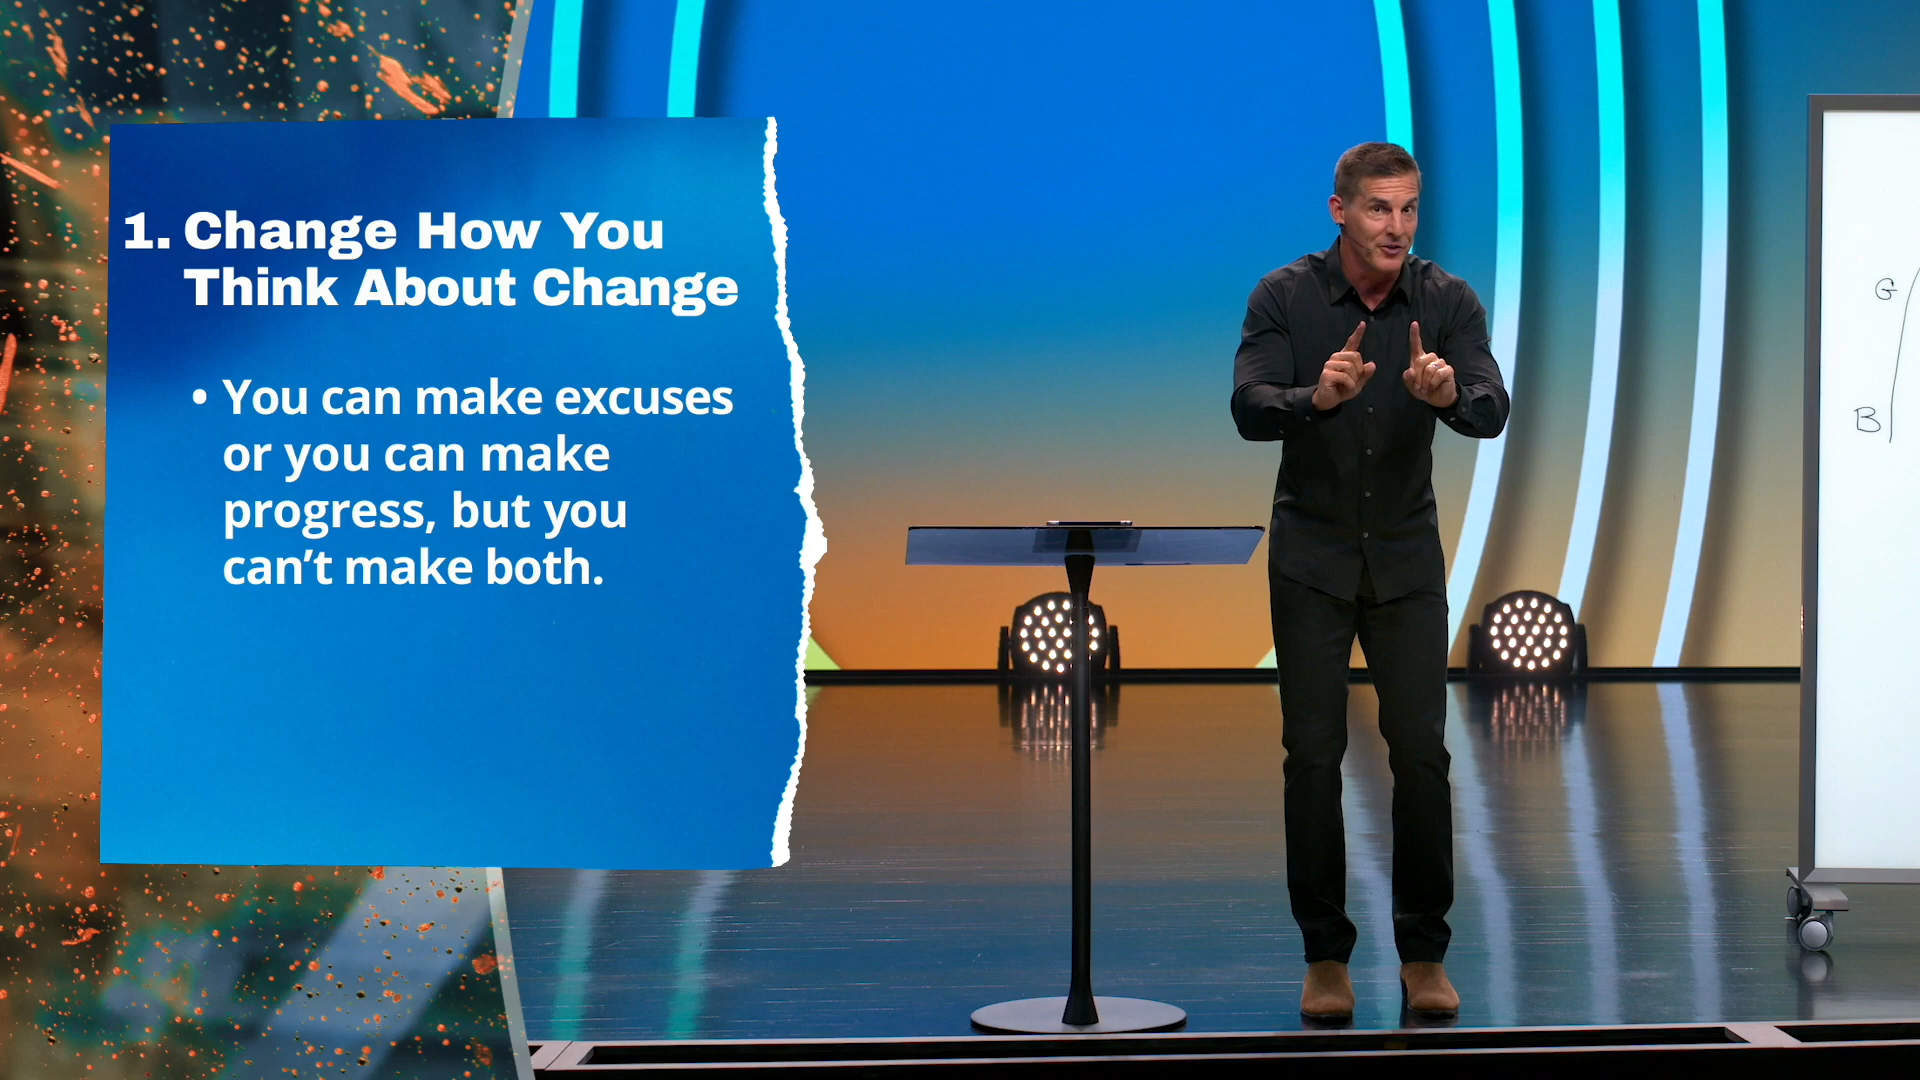 1. Change How You
Think About Change
• You can make excuses
or you can make
progress, but you
can’t make both.
G
B